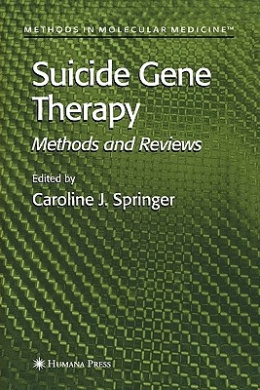 METHODS IN MOLECULAR MEDICINE™
Suicide Gene
Therapy
Methods and Reviews
Edited by
Caroline J. Springer
HUMANA PRESS